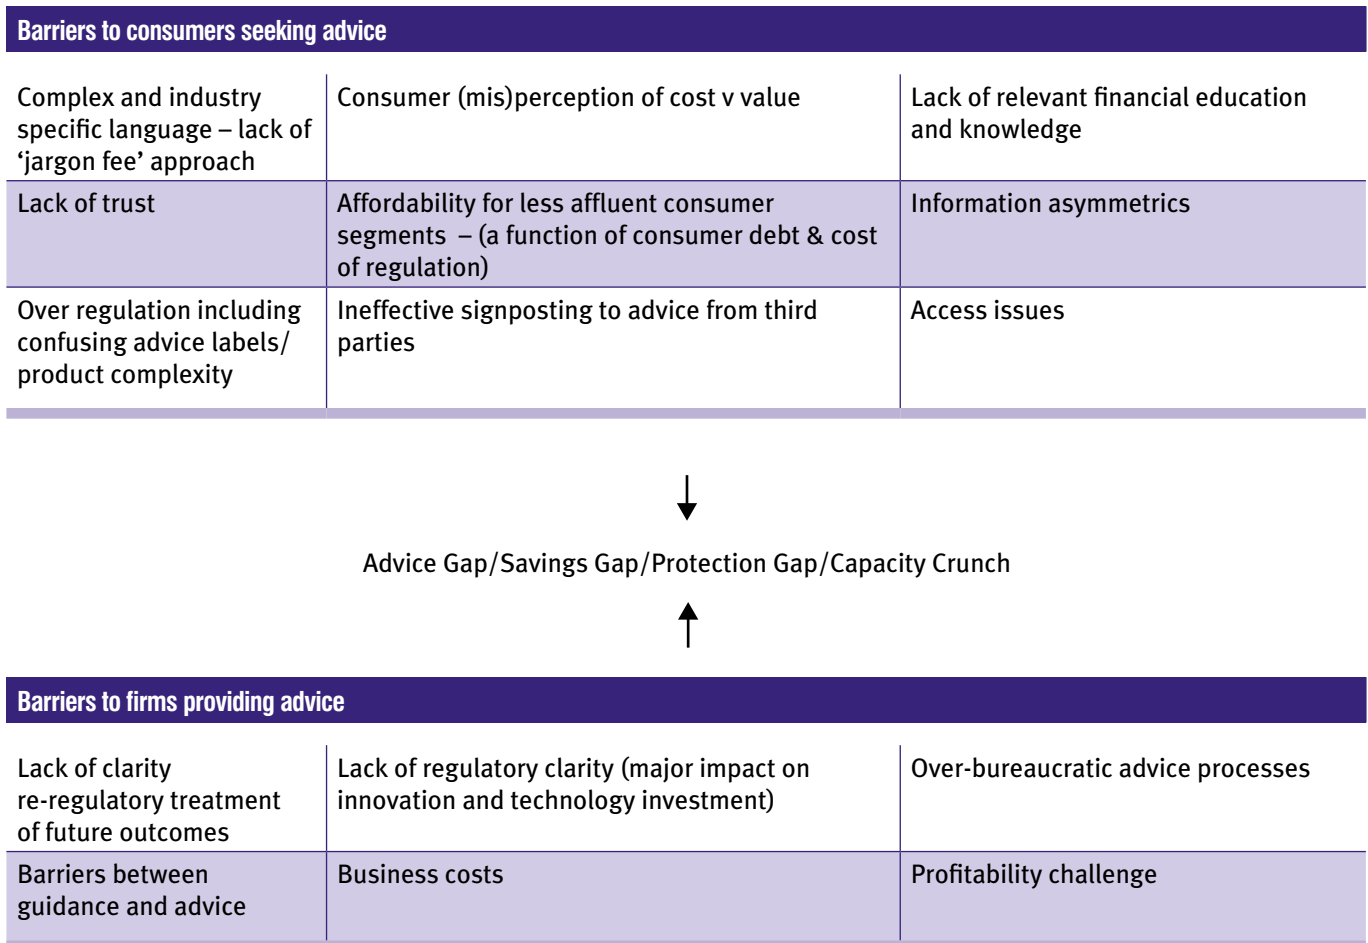 Barriers to consumers seeking advice
Complex and industry
specific language – lack of
‘jargon fee’ approach
Consumer (mis)perception of cost v value
Lack of relevant financial education
and knowledge
Lack of trust
Affordability for less affluent consumer
segments – (a function of consumer debt & cost
of regulation)
Information asymmetrics
Over regulation including
confusing advice labels/
product complexity
Ineffective signposting to advice from third
parties
Access issues
Advice Gap/Savings Gap/Protection Gap/Capacity Crunch
Barriers to firms providing advice
Lack of clarity
re-regulatory treatment
of future outcomes
Lack of regulatory clarity (major impact on
innovation and technology investment)
Over-bureaucratic advice processes
Barriers between
guidance and advice
Business costs
Profitability challenge